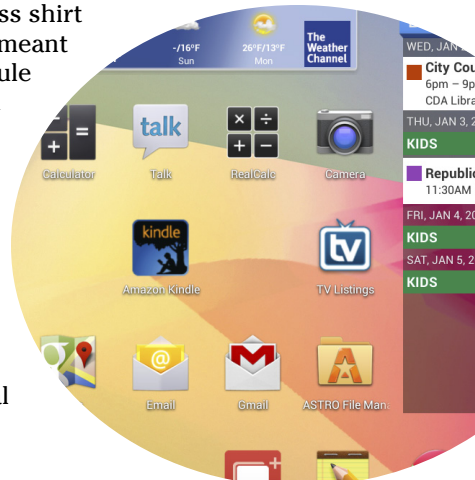 ss shirt
meant
ule
-/16°F
Sun
26°F/13°F
Mon
The
Weather
Channel
Calculator
talk
Talk
RealCalc
Camera
kindle
Amazon Kindle
tv
TV Listings
Email
Gmail
ASTRO File Man.
l
WED, JAN
City Cou
6pm – 9p
CDA Libra
THU, JAN 3, 2
KIDS
Republic
11:30AM
FRI, JAN 4, 20
KIDS
SAT, JAN 5, 2
KIDS